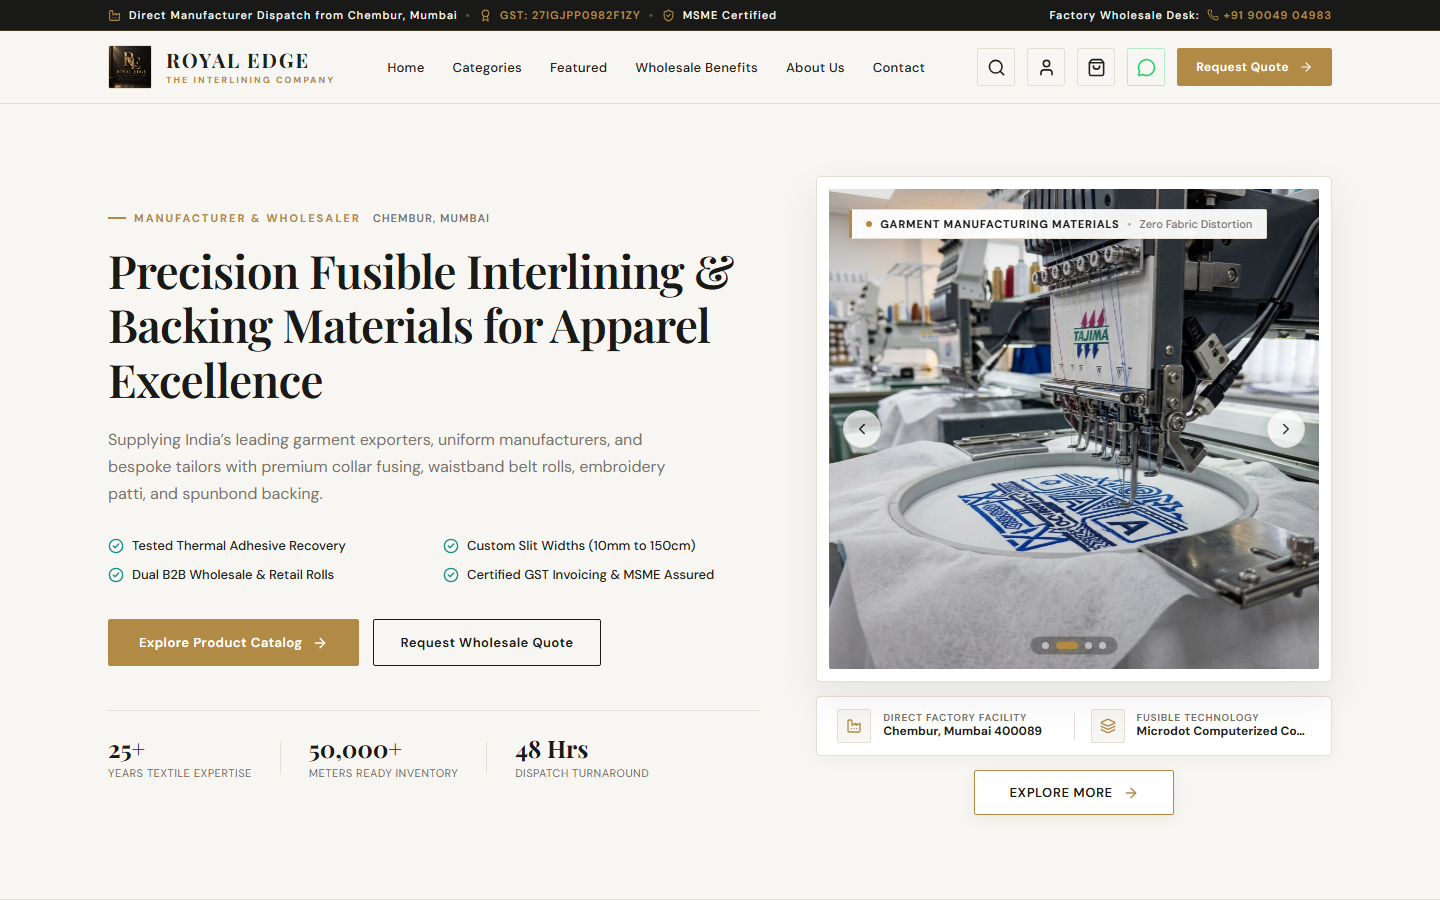 Direct Manufacturer Dispatch from Chembur, Mumbai • GST: 27IGJPP0982F1ZY • MSME Certified
Factory Wholesale Desk: +91 90049 04983
ROYAL EDGE
THE INTERLINING COMPANY
Home Categories Featured Wholesale Benefits About Us Contact
Request Quote
MANUFACTURER & WHOLESALER CHEMBUR, MUMBAI
Precision Fusible Interlining &
Backing Materials for Apparel
Excellence
Supplying India's leading garment exporters, uniform manufacturers, and
bespoke tailors with premium collar fusing, waistband belt rolls, embroidery
patti, and spunbond backing.
Tested Thermal Adhesive Recovery
Custom Slit Widths (10mm to 150cm)
Dual B2B Wholesale & Retail Rolls
Certified GST Invoicing & MSME Assured
Explore Product Catalog
Request Wholesale Quote
25+
YEARS TEXTILE EXPERTISE
50,000+
METERS READY INVENTORY
48 Hrs
DISPATCH TURNAROUND
GARMENT MANUFACTURING MATERIALS • Zero Fabric Distortion
TAJIMA
A
DIRECT FACTORY FACILITY
Chembur, Mumbai 400089
FUSIBLE TECHNOLOGY
Microdot Computerized Co...
EXPLORE MORE